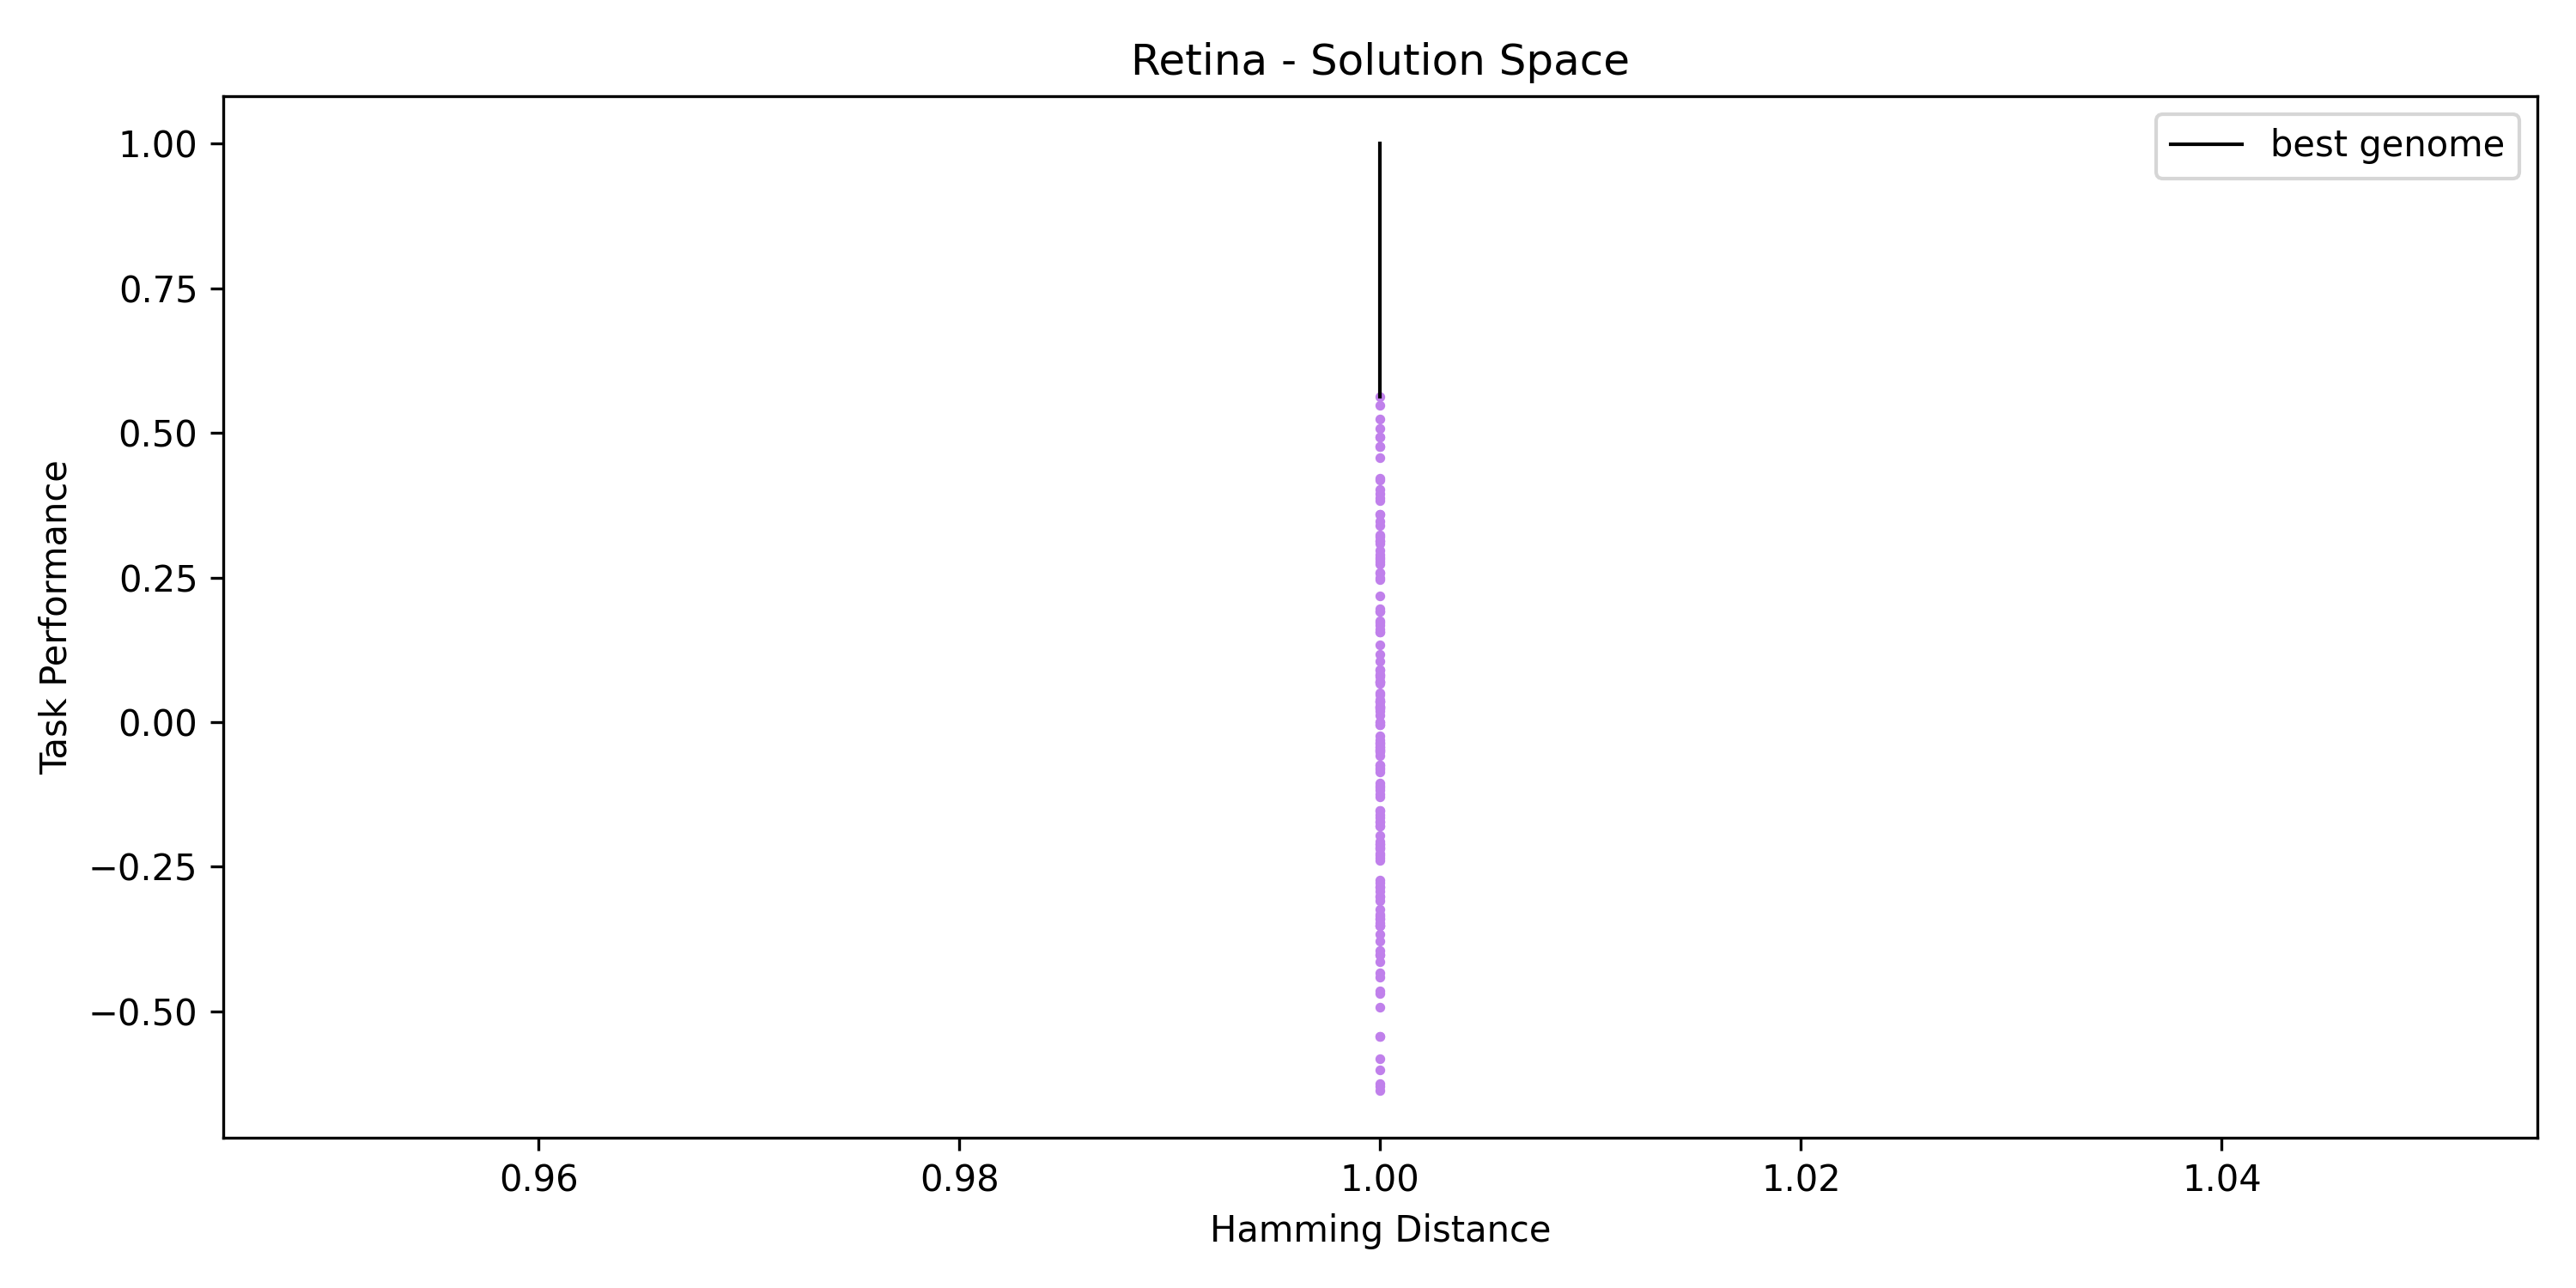 Retina - Solution Space
best genome
1.00
0.75
0.50
0.25
0.00
−0.25
−0.50
Task Performance
0.96 0.98 1.00 1.02 1.04
Hamming Distance